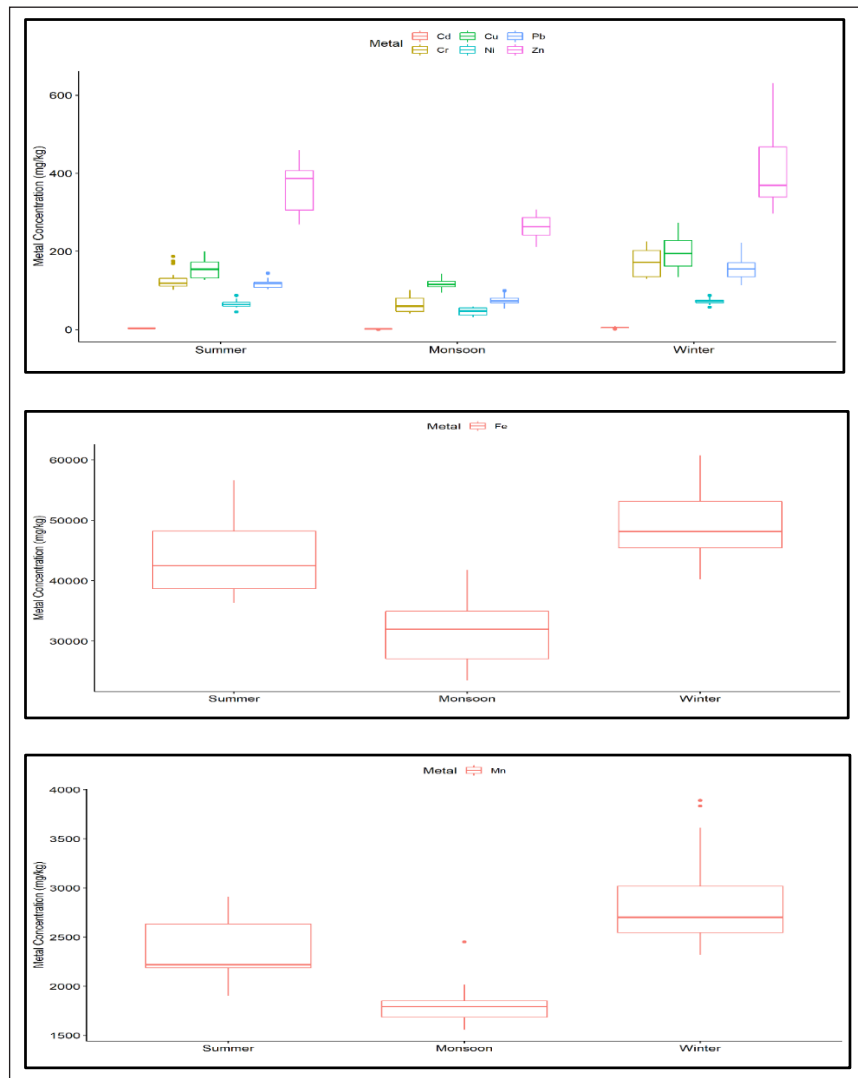 Metal Cd Cu Pb
Cr Ni Zn
Metal Concentration (mg/kg)
600
400
200
0
Summer Monsoon Winter
Metal Fe
Metal Concentration (mg/kg)
60000
50000
40000
30000
Summer Monsoon Winter
Metal Mn
Metal Concentration (mg/kg)
4000
3500
3000
2500
2000
1500
Summer Monsoon Winter